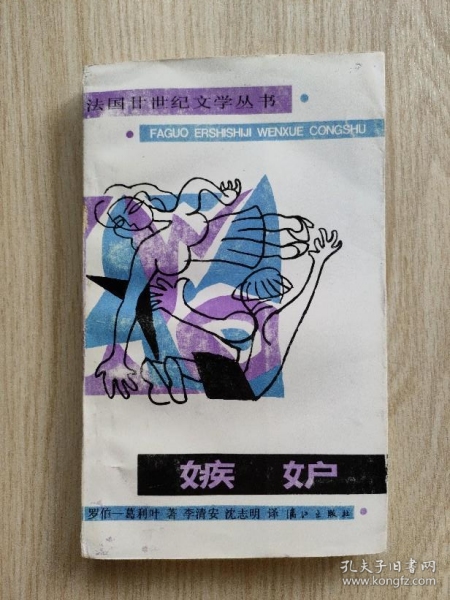 法国廿世纪文学丛书
FAGUO ERSHISHIJI WENXUE CONGSHU
嫉妒
罗伯—葛利叶 著 李清安 沈志明 译 漓江出版社
孔夫子旧书网
www.kongfz.com